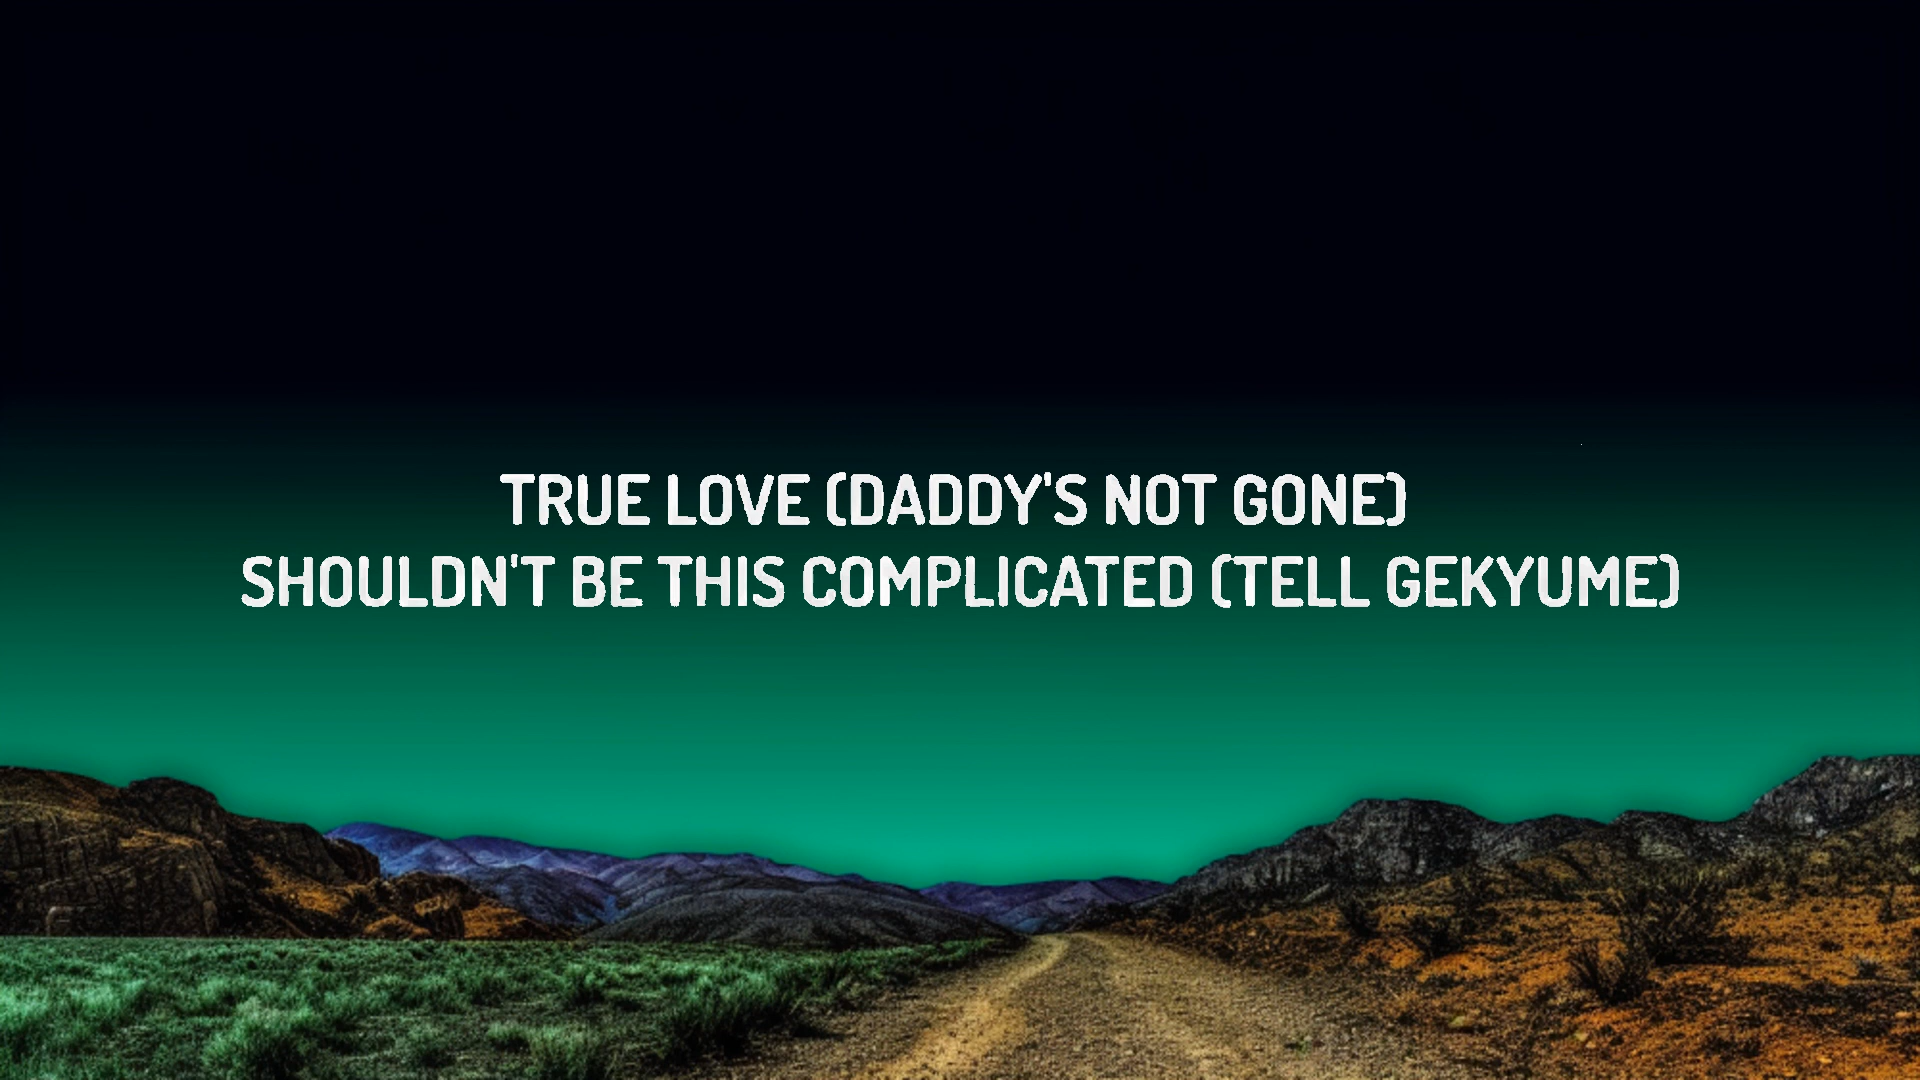 TRUE LOVE (DADDY'S NOT GONE)
SHOULDN'T BE THIS COMPLICATED (TELL GEKYUME)